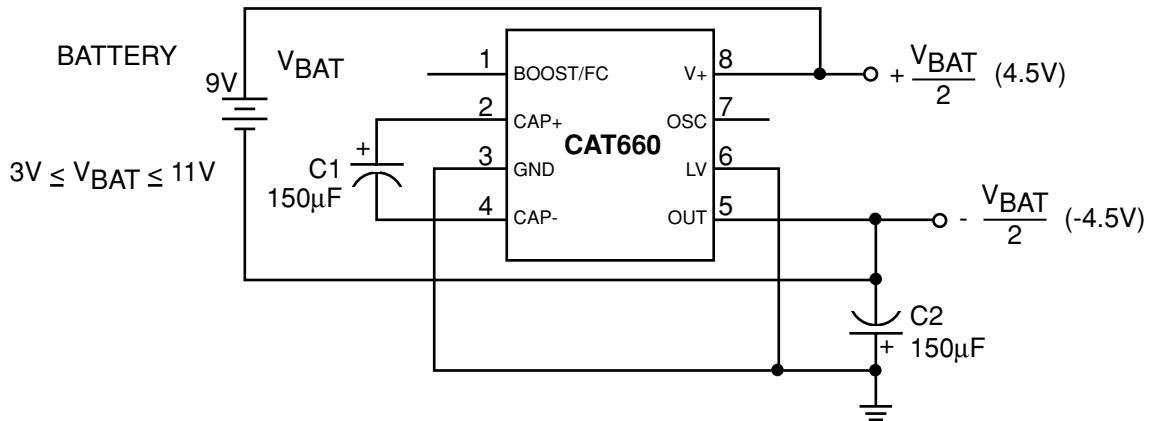 BATTERY
9V
VBAT
3V ≤ VBAT ≤ 11V
+
C1
150µF
1
2
3
4
BOOST/FC
CAP+
GND
CAP-
CAT660
V+
OSC
LV
OUT
8
7
6
5
+ VBAT/2 (4.5V)
- VBAT/2 (-4.5V)
C2
+ 150µF